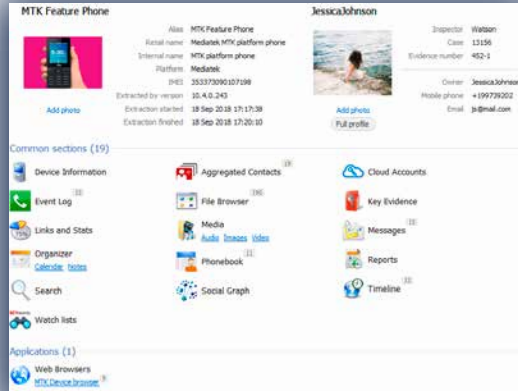 MTK Feature Phone
Alias MTK Feature Phone
Retail name Mediatek MTK platform phone
Internal name MTK platform phone
Platform Mediatek
IMEI 353373090107198
Extracted by version 10.4.0.243
Extraction started 18 Sep 2018 17:17:38
Extraction finished 18 Sep 2018 17:20:10
Add photo
JessicaJohnson
Inspector Watson
Case 13156
Evidence number 452-1
Owner JessicaJohnson
Mobile phone +199739202
Email js@mail.com
Add photo
Full profile
Common sections (19)
Device Information
Aggregated Contacts
Cloud Accounts
Event Log
File Browser
Key Evidence
Links and Stats
Media
Audio Images Video
Messages
Organizer
Calendar Notes
Phonebook
Reports
Search
Social Graph
Timeline
Watch lists
Applications (1)
Web Browsers
MTK Device browser